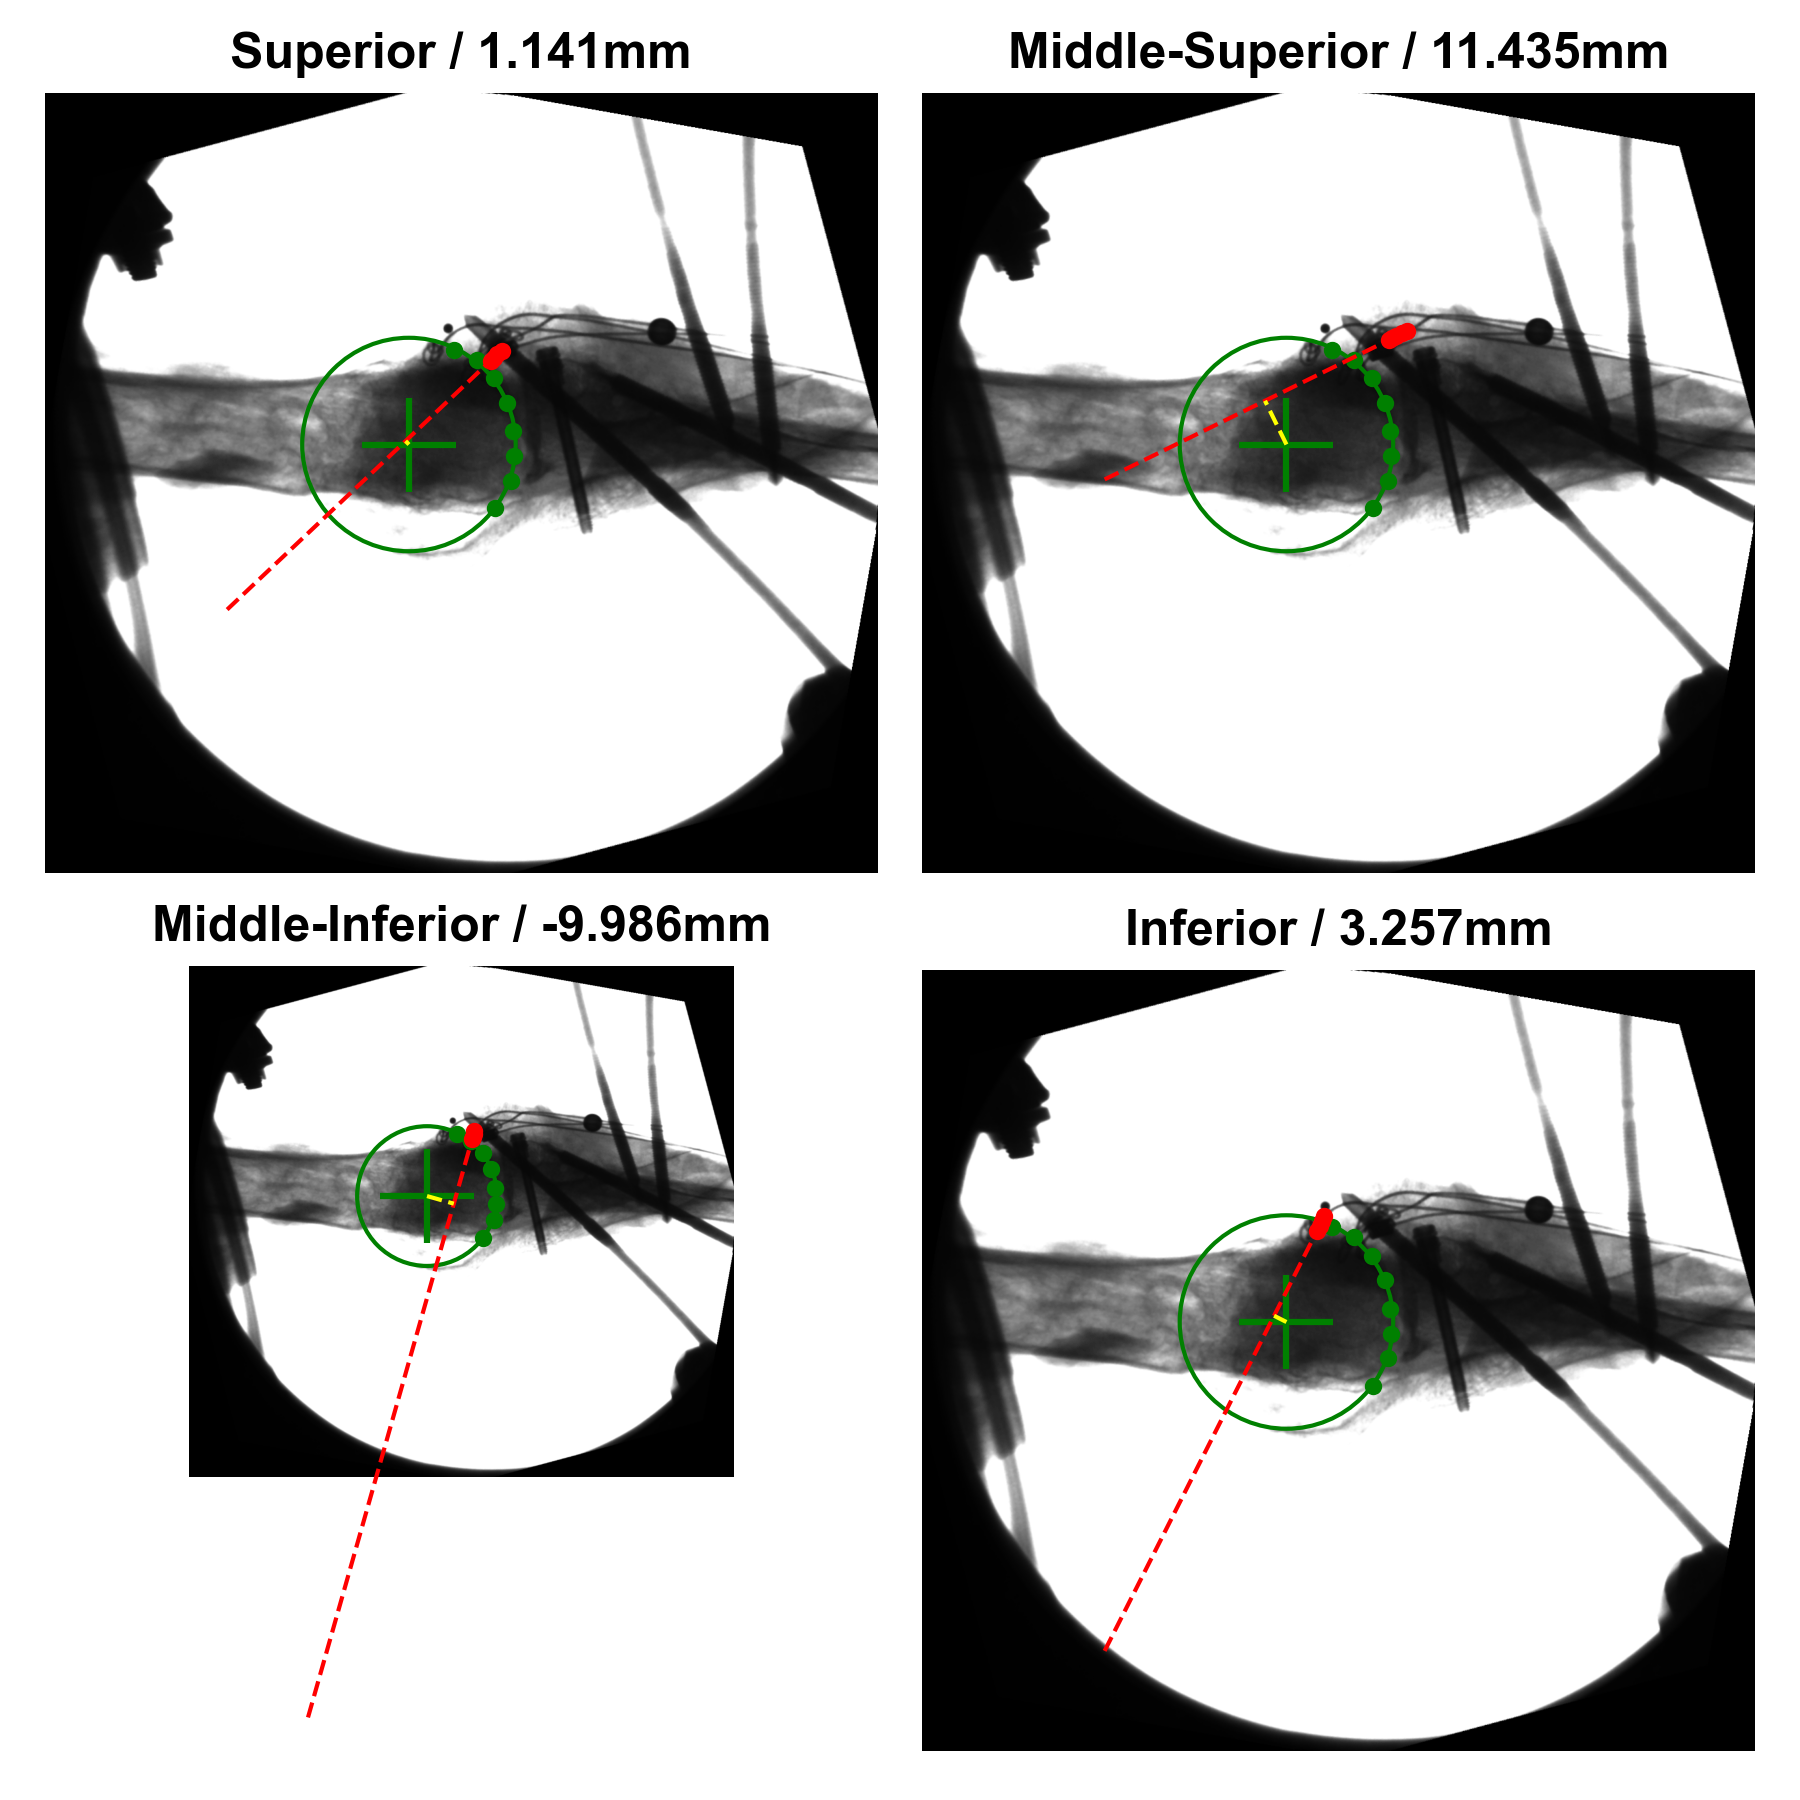 Superior / 1.141mm
Middle-Superior / 11.435mm
Middle-Inferior / -9.986mm
Inferior / 3.257mm